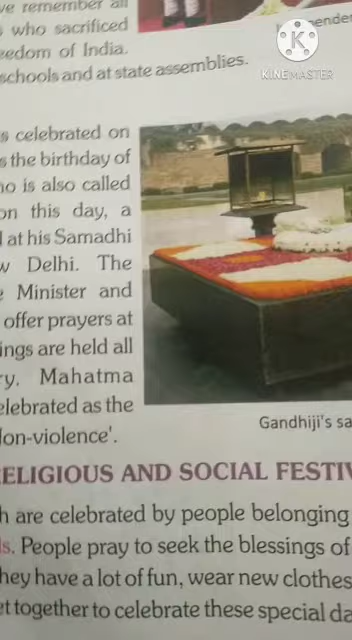 ve remember all
who sacrificed
eedom of India.
schools and at state assemblies.
KINEMASTER
s celebrated on
s the birthday of
no is also called
on this day, a
l at his Samadhi
w Delhi. The
e Minister and
offer prayers at
ings are held all
ry. Mahatma
elebrated as the
Non-violence'.
Gandhiji's sa
RELIGIOUS AND SOCIAL FESTIV
h are celebrated by people belonging
ls. People pray to seek the blessings of
hey have a lot of fun, wear new clothes
et together to celebrate these special da